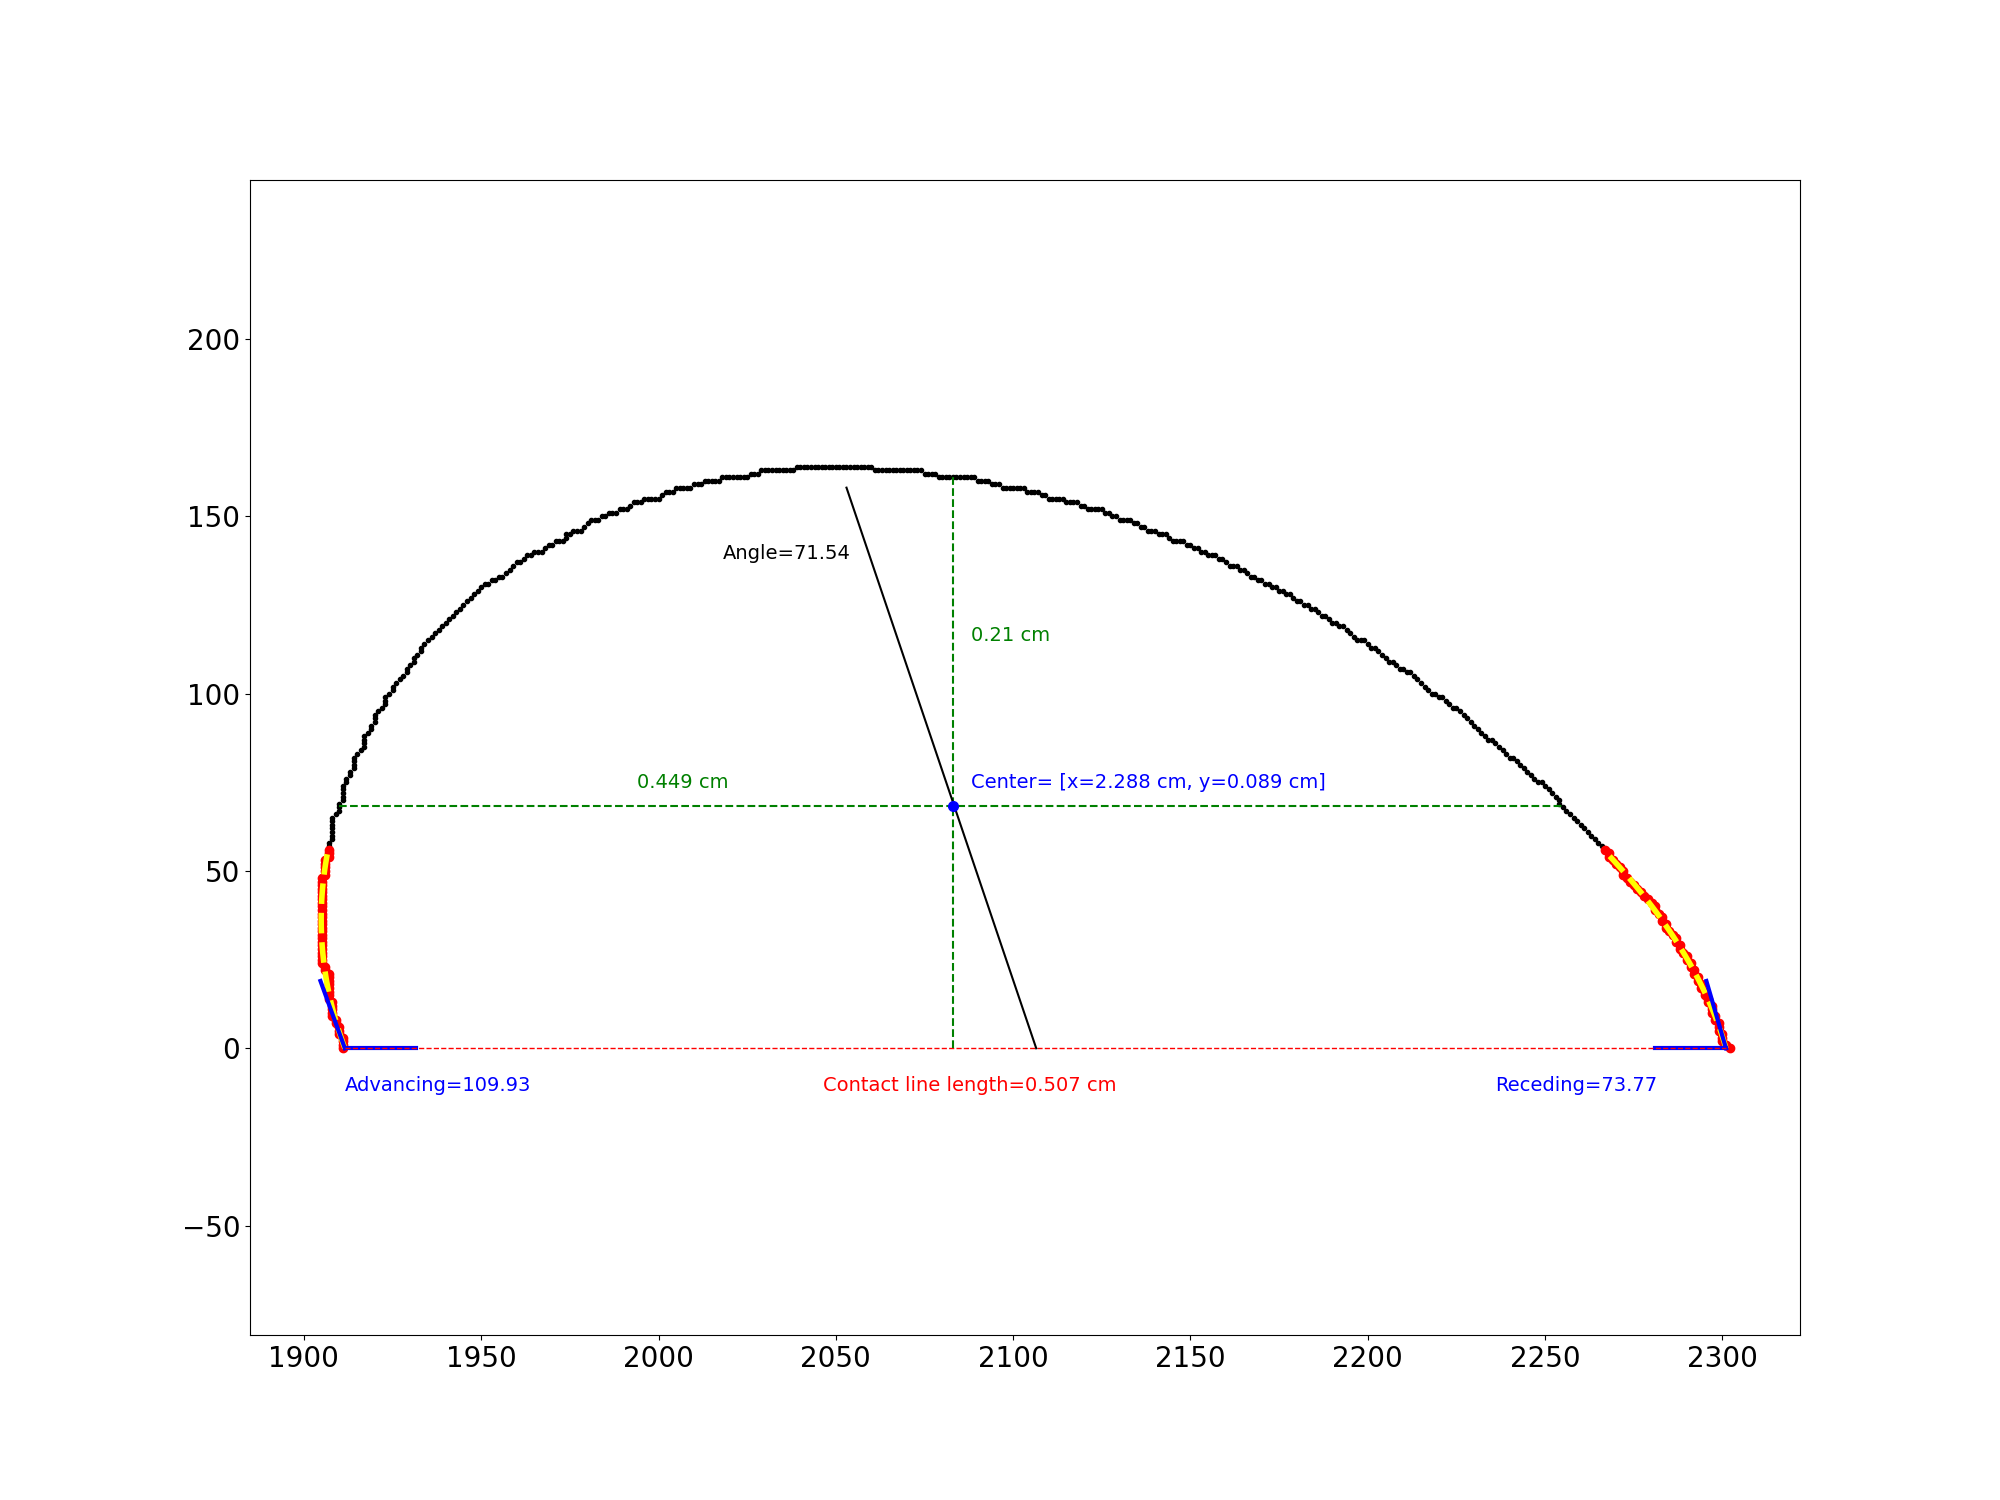 200
150
Angle=71.54
0.21 cm
100
0.449 cm
Center= [x=2.288 cm, y=0.089 cm]
50
0
Advancing=109.93
Contact line length=0.507 cm
Receding=73.77
−50
1900
1950
2000
2050
2100
2150
2200
2250
2300